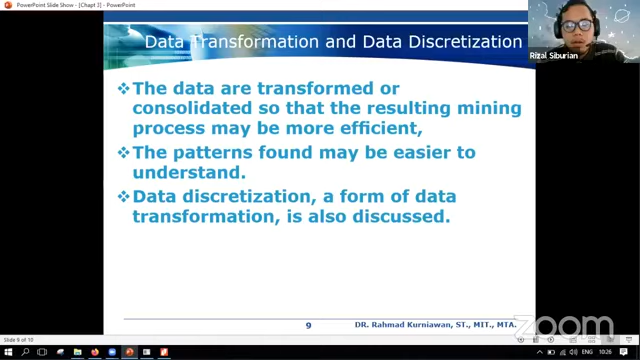 PowerPoint Slide Show - [Chapt J] - PowerPoint
Data Transformation and Data Discretization
Rizal Siburian
The data are transformed or
consolidated so that the resulting mining
process may be more efficient,
The patterns found may be easier to
understand.
Data discretization, a form of data
transformation, is also discussed.
9
DR. Rahmad Kurniawan, ST., MIT., MTA.
zoom
Slide 9 of 10
ENG
10:26